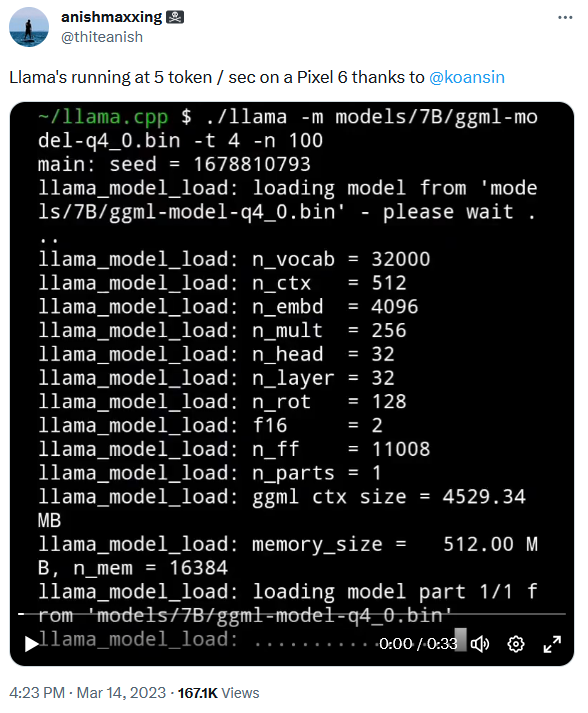 anishmaxxing 🏴‍☠️
@thiteanish
Llama's running at 5 token / sec on a Pixel 6 thanks to @koansin
~/llama.cpp $ ./llama -m models/7B/ggml-mo
del-q4_0.bin -t 4 -n 100
main: seed = 1678810793
llama_model_load: loading model from 'mode
ls/7B/ggml-model-q4_0.bin' - please wait .
..
llama_model_load: n_vocab = 32000
llama_model_load: n_ctx   = 512
llama_model_load: n_embd  = 4096
llama_model_load: n_mult  = 256
llama_model_load: n_head  = 32
llama_model_load: n_layer = 32
llama_model_load: n_rot   = 128
llama_model_load: f16     = 2
llama_model_load: n_ff    = 11008
llama_model_load: n_parts = 1
llama_model_load: ggml ctx size = 4529.34
MB
llama_model_load: memory_size =   512.00 M
B, n_mem = 16384
llama_model_load: loading model part 1/1 f
rom 'models/7B/ggml-model-q4_0.bin'
llama_model_load: ........... 0:00 / 0:33
4:23 PM · Mar 14, 2023 · 167.1K Views